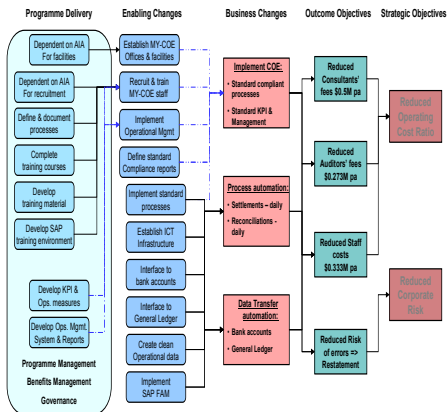 Programme Delivery
Enabling Changes
Business Changes
Outcome Objectives
Strategic Objectives
Dependent on AIA
For facilities
Dependent on AIA
For recruitment
Define & document
processes
Complete
training courses
Develop
training material
Develop SAP
training environment
Develop KPI &
Ops. measures
Develop Ops. Mgmt.
System & Reports
Programme Management
Benefits Management
Governance
Establish MY-COE
Offices & facilities
Recruit & train
MY-COE staff
Implement
Operational Mgmt
Define standard
Compliance reports
Implement standard
processes
Establish ICT
Infrastructure
Interface to
bank accounts
Interface to
General Ledger
Create clean
Operational data
Implement
SAP FAM
Implement COE:
• Standard compliant
processes
• Standard KPI &
Management
Process automation:
• Settlements – daily
• Reconciliations -
daily
Data Transfer
automation:
• Bank accounts
• General Ledger
Reduced
Consultants'
fees $0.5M pa
Reduced
Auditors' fees
$0.273M pa
Reduced Staff
costs
$0.333M pa
Reduced Risk
of errors =>
Restatement
Reduced
Operating
Cost Ratio
Reduced
Corporate
Risk